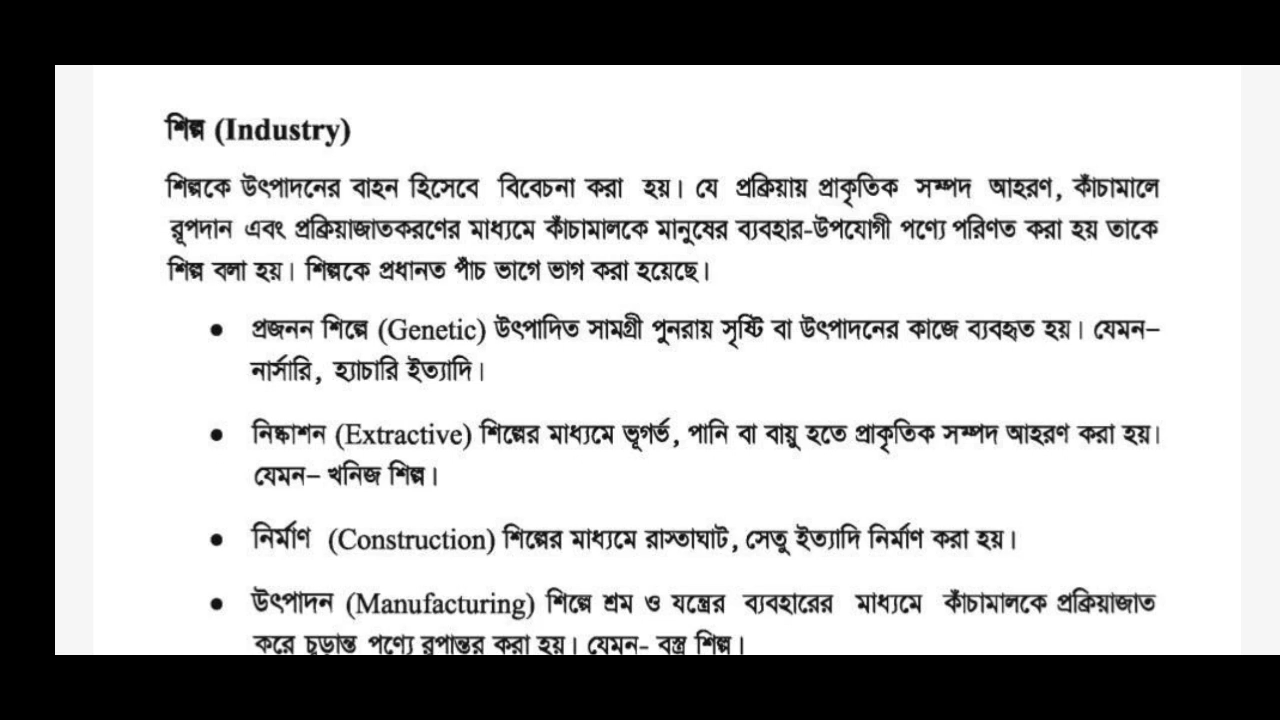 শিল্প (Industry)
শিল্পকে উৎপাদনের বাহন হিসেবে বিবেচনা করা হয়। যে প্রক্রিয়ায় প্রাকৃতিক সম্পদ আহরণ, কাঁচামালে
রূপদান এবং প্রক্রিয়াজাতকরণের মাধ্যমে কাঁচামালকে মানুষের ব্যবহার-উপযোগী পণ্যে পরিণত করা হয় তাকে
শিল্প বলা হয়। শিল্পকে প্রধানত পাঁচ ভাগে ভাগ করা হয়েছে।
● প্রজনন শিল্পে (Genetic) উৎপাদিত সামগ্রী পুনরায় সৃষ্টি বা উৎপাদনের কাজে ব্যবহৃত হয়। যেমন–
নার্সারি, হ্যাচারি ইত্যাদি।
● নিষ্কাশন (Extractive) শিল্পের মাধ্যমে ভূগর্ভ, পানি বা বায়ু হতে প্রাকৃতিক সম্পদ আহরণ করা হয়।
যেমন– খনিজ শিল্প।
● নির্মাণ (Construction) শিল্পের মাধ্যমে রাস্তাঘাট, সেতু ইত্যাদি নির্মাণ করা হয়।
● উৎপাদন (Manufacturing) শিল্পে শ্রম ও যন্ত্রের ব্যবহারের মাধ্যমে কাঁচামালকে প্রক্রিয়াজাত
করে চূড়ান্ত পণ্যে রূপান্তর করা হয়। যেমন- বস্ত্র শিল্প।